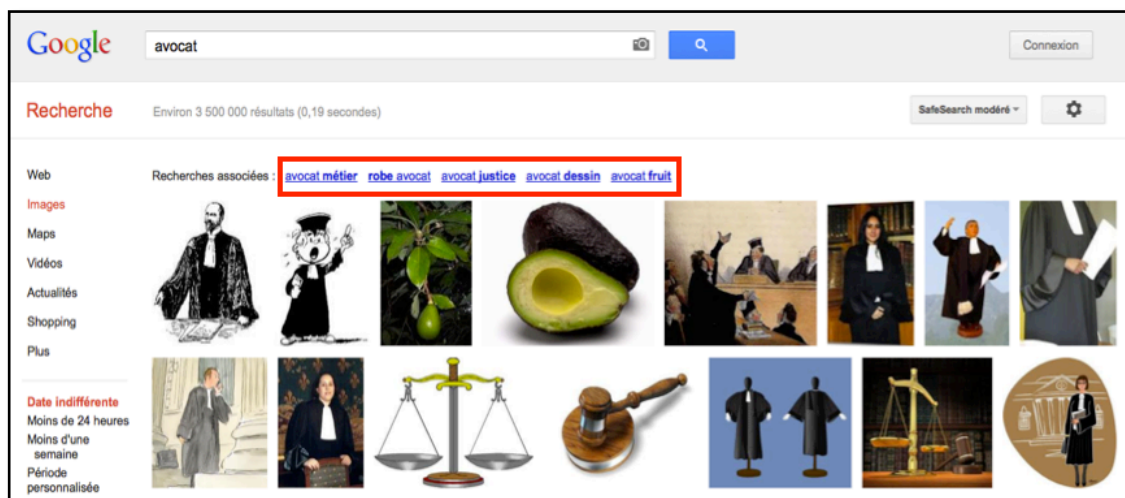 Google
avocat
Connexion
Recherche
Environ 3 500 000 résultats (0,19 secondes)
SafeSearch modéré
Web
Recherches associées : avocat métier robe avocat avocat justice avocat dessin avocat fruit
Images
Maps
Vidéos
Actualités
Shopping
Plus
Date indifférente
Moins de 24 heures
Moins d'une
semaine
Période
personnalisée